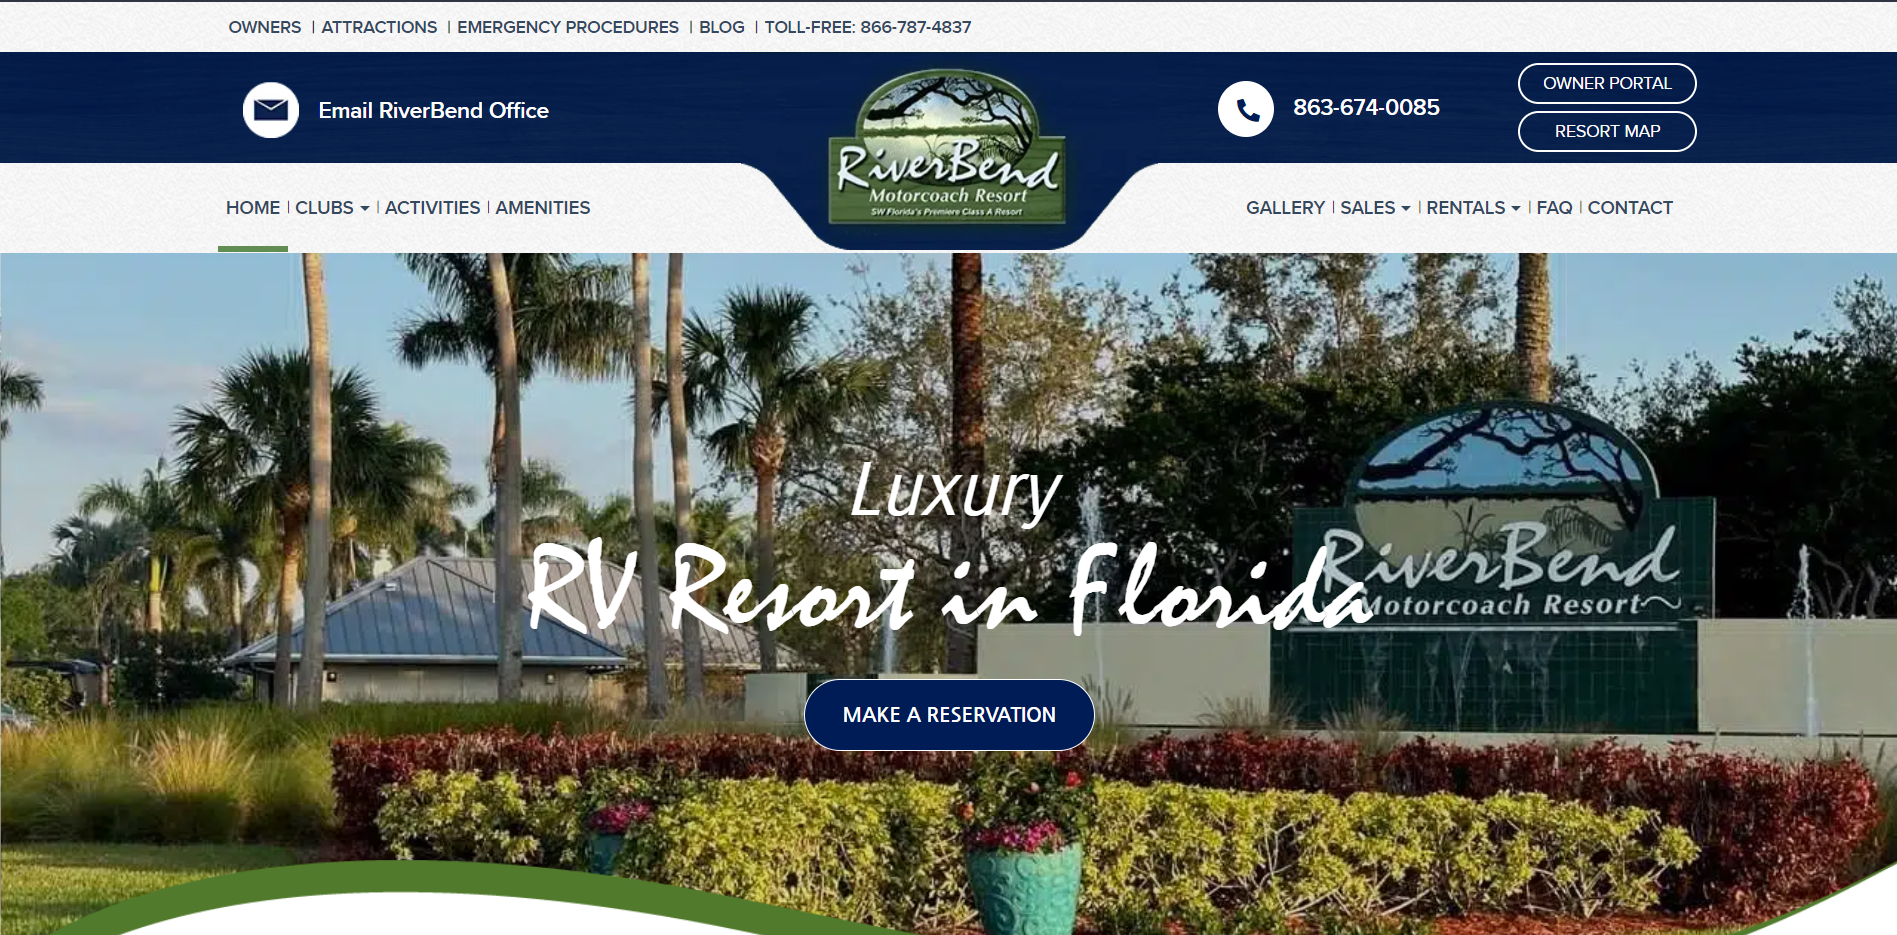 OWNERS | ATTRACTIONS | EMERGENCY PROCEDURES | BLOG | TOLL-FREE: 866-787-4837
Email RiverBend Office
RiverBend
Motorcoach Resort
SW Florida's Premiere Class A Resort
863-674-0085
OWNER PORTAL
RESORT MAP
HOME | CLUBS | ACTIVITIES | AMENITIES
GALLERY | SALES | RENTALS | FAQ | CONTACT
Luxury
RV Resort in Florida
RiverBend
Motorcoach Resort
MAKE A RESERVATION